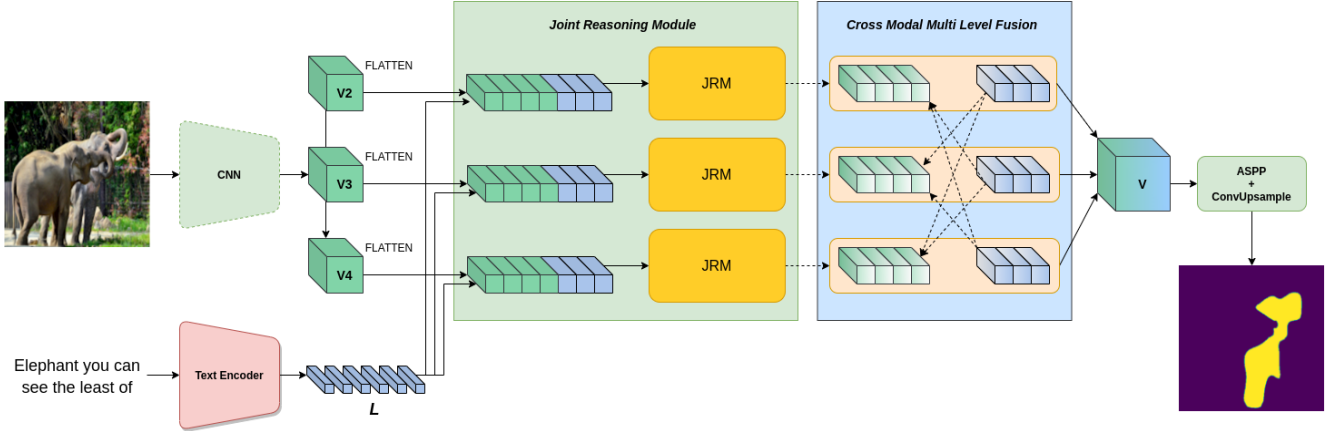 Joint Reasoning Module
Cross Modal Multi Level Fusion
FLATTEN
V2
JRM
CNN
FLATTEN
V3
JRM
V
ASPP
+
ConvUpsample
FLATTEN
V4
JRM
Elephant you can
see the least of
Text Encoder
L